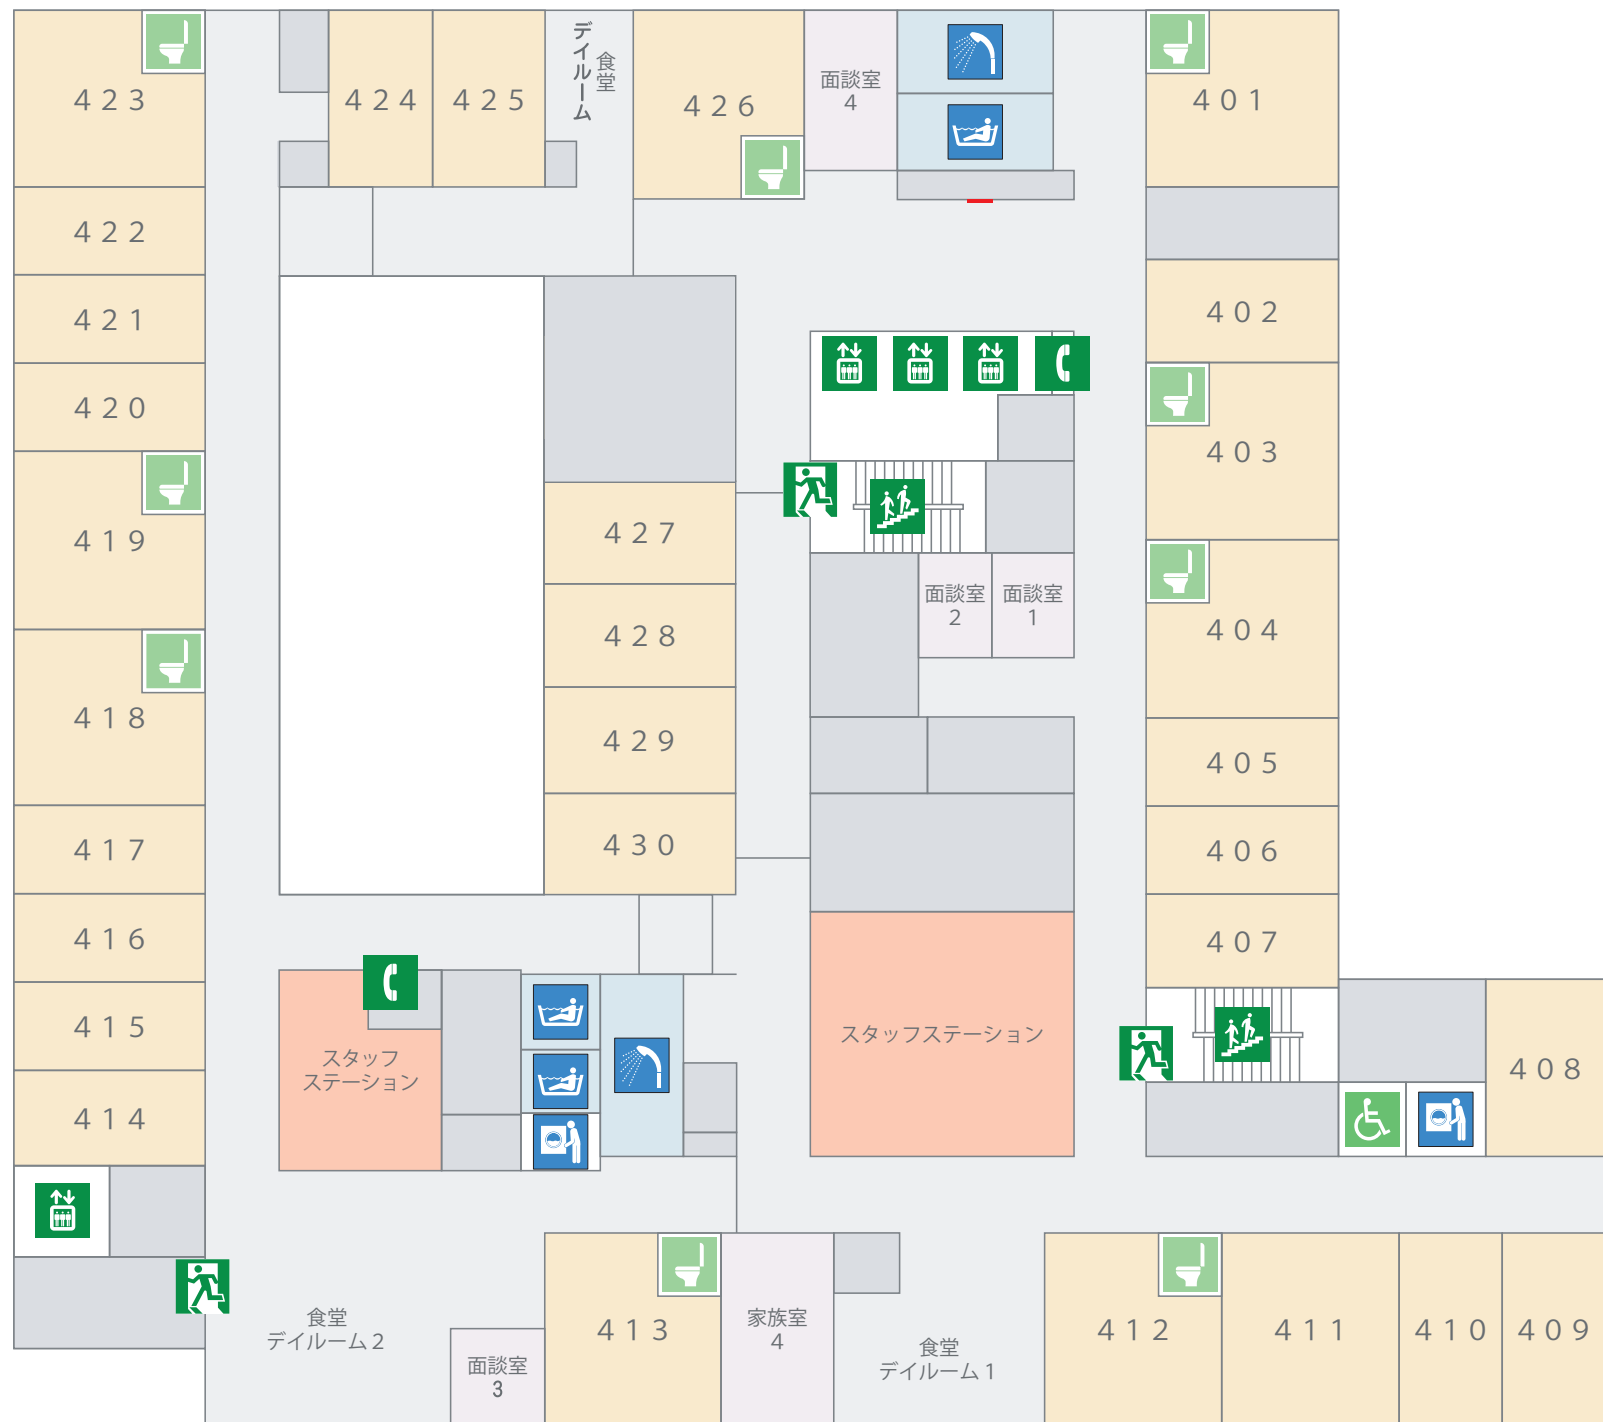 ４２３
４２４
４２５
デイルーム
食堂
４２６
面談室
4
４０１
４２２
４２１
４２０
４１９
４１８
４１７
４１６
４１５
４１４
４２７
４２８
４２９
４３０
４０２
４０３
４０４
４０５
４０６
４０７
４０８
面談室
2
面談室
1
スタッフ
ステーション
スタッフステーション
食堂
デイルーム２
面談室
3
４１３
家族室
4
食堂
デイルーム１
４１２
４１１
４１０
４０９